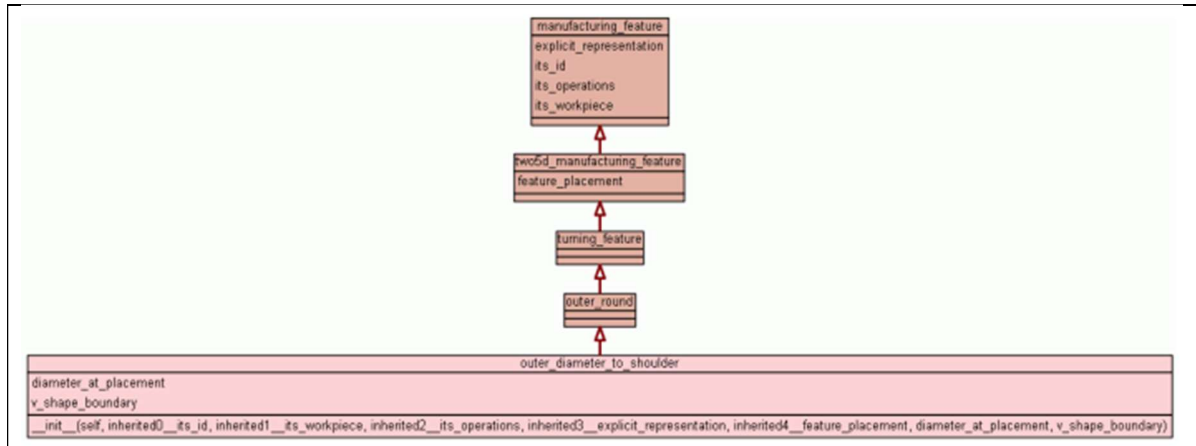 manufacturing_feature
explicit_representation
its_id
its_operations
its_workpiece
two5d_manufacturing_feature
feature_placement
turning_feature
outer_round
outer_diameter_to_shoulder
diameter_at_placement
v_shape_boundary
__init__(self, inherited0__its_id, inherited1__its_workpiece, inherited2__its_operations, inherited3__explicit_representation, inherited4__feature_placement, diameter_at_placement, v_shape_boundary)